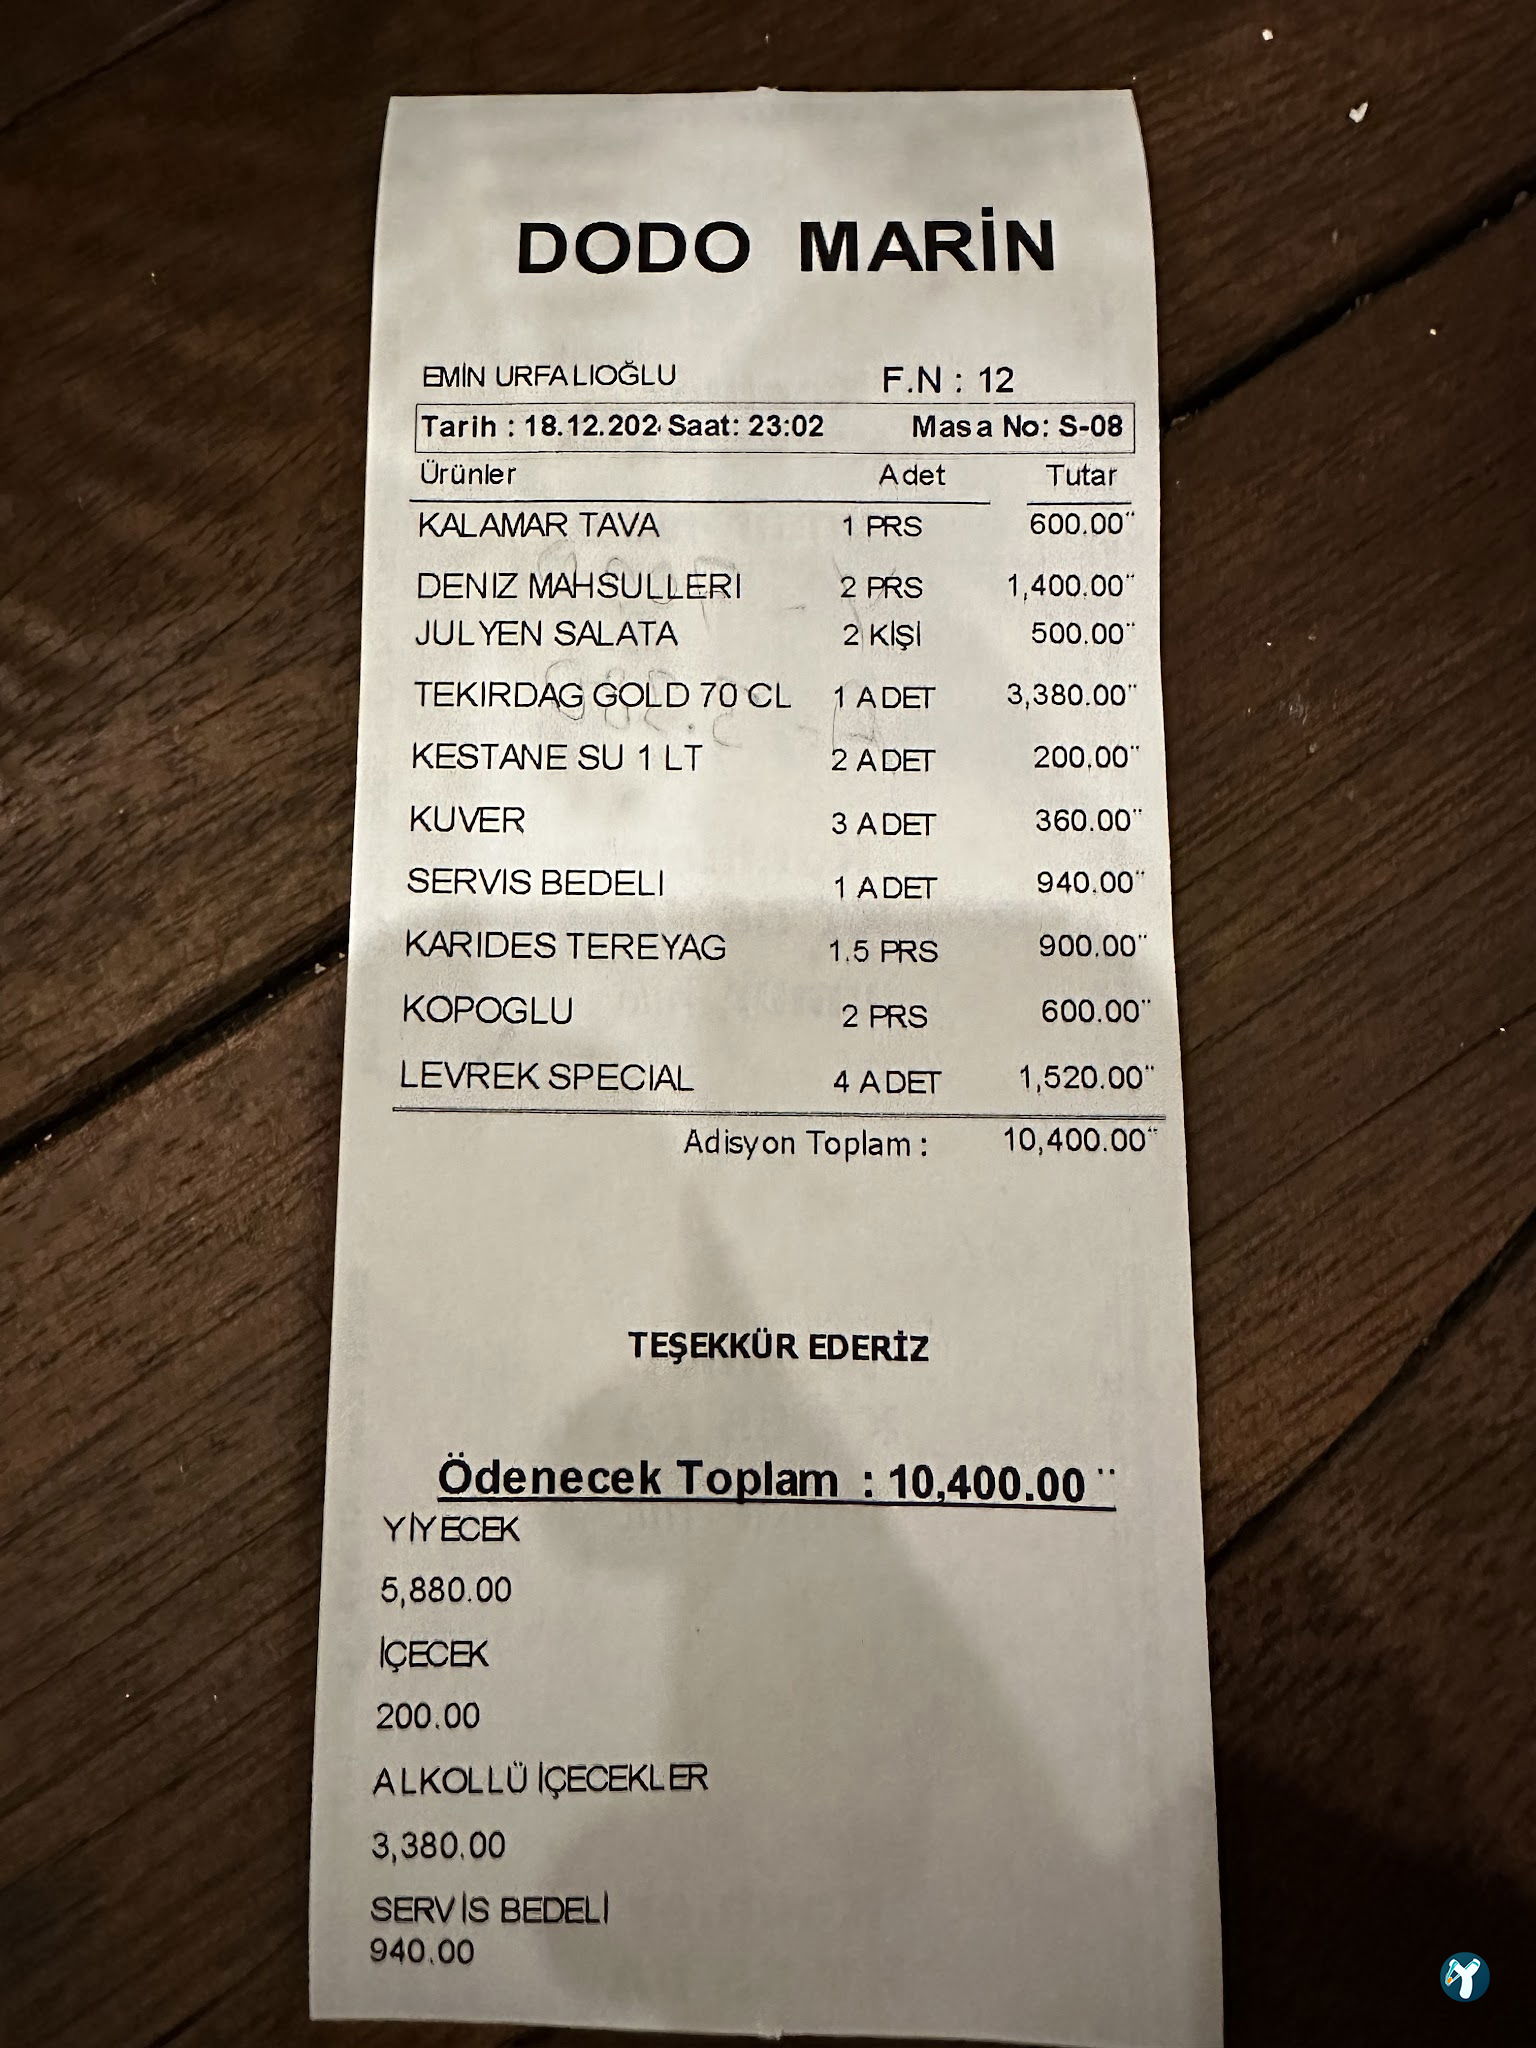 DODO MARİN
EMİN URFALIOĞLU F.N : 12
Tarih : 18.12.202 Saat: 23:02 Masa No: S-08
Ürünler Adet Tutar
KALAMAR TAVA 1 PRS 600.00
DENIZ MAHSULLERI 2 PRS 1,400.00
JULYEN SALATA 2 KİŞİ 500.00
TEKIRDAG GOLD 70 CL 1 ADET 3,380.00
KESTANE SU 1 LT 2 ADET 200.00
KUVER 3 ADET 360.00
SERVIS BEDELI 1 ADET 940.00
KARIDES TEREYAG 1.5 PRS 900.00
KOPOGLU 2 PRS 600.00
LEVREK SPECIAL 4 ADET 1,520.00
Adisyon Toplam : 10,400.00
TEŞEKKÜR EDERİZ
Ödenecek Toplam : 10,400.00
YİYECEK
5,880.00
İÇECEK
200.00
ALKOLLÜ İÇECEKLER
3,380.00
SERVİS BEDELİ
940.00